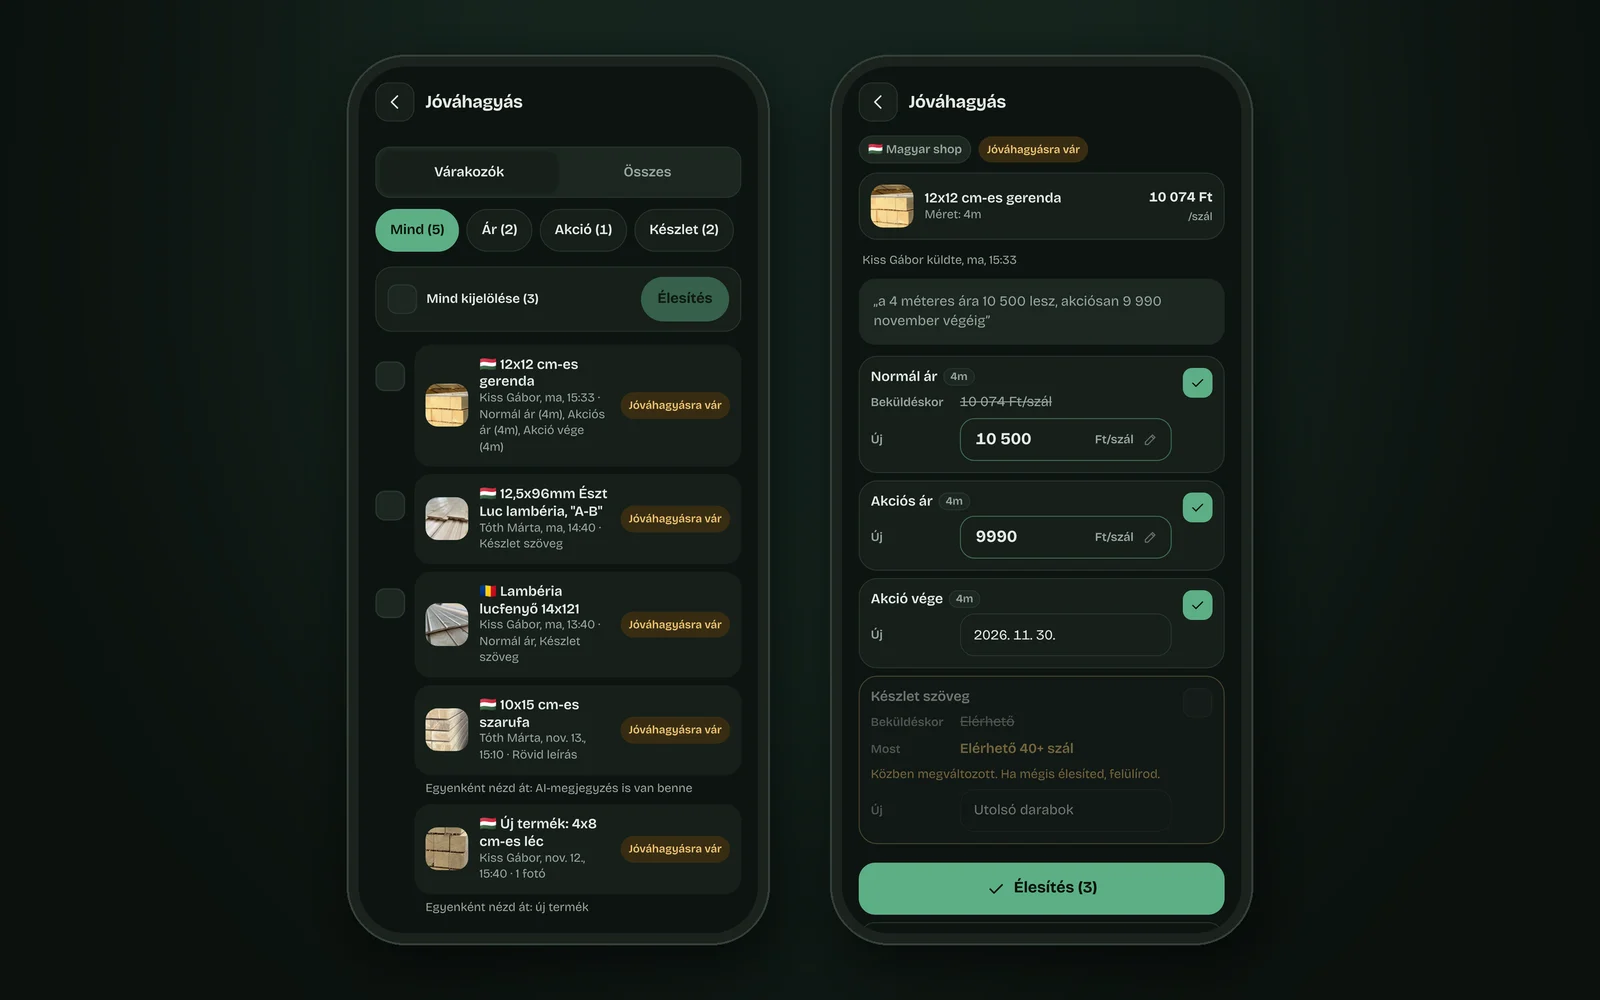 Jóváhagyás
Várakozók
Összes
Mind (5)
Ár (2)
Akció (1)
Készlet (2)
Mind kijelölése (3)
Élesítés
🇭🇺 12x12 cm-es
gerenda
Kiss Gábor, ma, 15:33 ·
Normál ár (4m), Akciós
ár (4m), Akció vége
(4m)
Jóváhagyásra vár
🇭🇺 12,5x96mm Észt
Luc lambéria, "A-B"
Tóth Márta, ma, 14:40 ·
Készlet szöveg
Jóváhagyásra vár
🇷🇴 Lambéria
lucfenyő 14x121
Kiss Gábor, ma, 13:40 ·
Normál ár, Készlet
szöveg
Jóváhagyásra vár
🇭🇺 10x15 cm-es
szarufa
Tóth Márta, nov. 13.,
15:10 · Rövid leírás
Jóváhagyásra vár
Egyenként nézd át: AI-megjegyzés is van benne
🇭🇺 Új termék: 4x8
cm-es léc
Kiss Gábor, nov. 12.,
15:40 · 1 fotó
Jóváhagyásra vár
Egyenként nézd át: új termék
Jóváhagyás
🇭🇺 Magyar shop
Jóváhagyásra vár
12x12 cm-es gerenda
Méret: 4m
10 074 Ft
/szál
Kiss Gábor küldte, ma, 15:33
„a 4 méteres ára 10 500 lesz, akciósan 9 990
november végéig”
Normál ár 4m
Beküldéskor 10 074 Ft/szál
Új 10 500 Ft/szál
Akciós ár 4m
Új 9990 Ft/szál
Akció vége 4m
Új 2026. 11. 30.
Készlet szöveg
Beküldéskor Elérhető
Most Elérhető 40+ szál
Közben megváltozott. Ha mégis élesíted, felülírod.
Új Utolsó darabok
Élesítés (3)